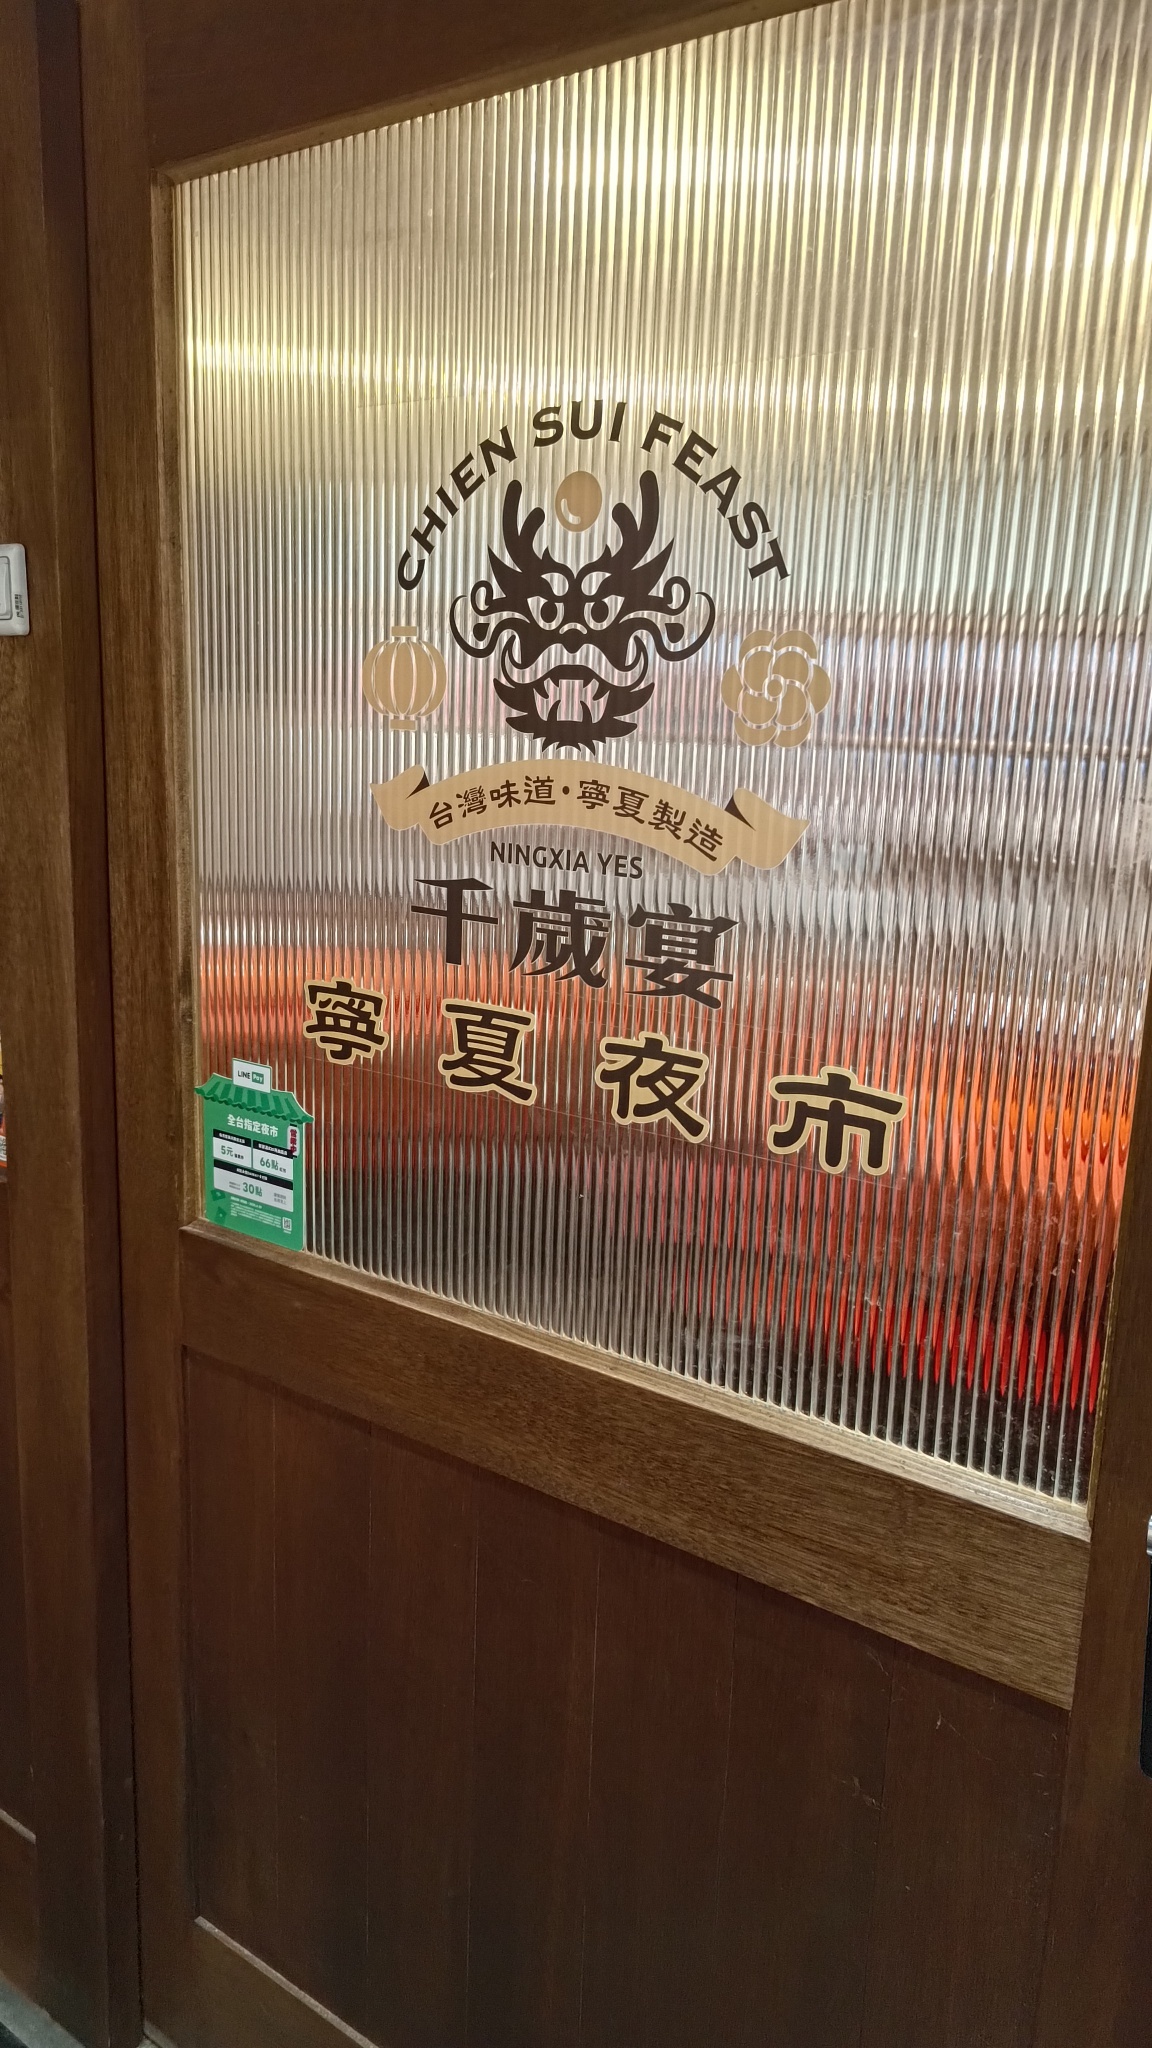 CHIEN SUI FEAST
台灣味道·寧夏製造
NINGXIA YES
千歲宴
寧夏夜市
LINE Pay
全台指定夜市
5元
66點
30點